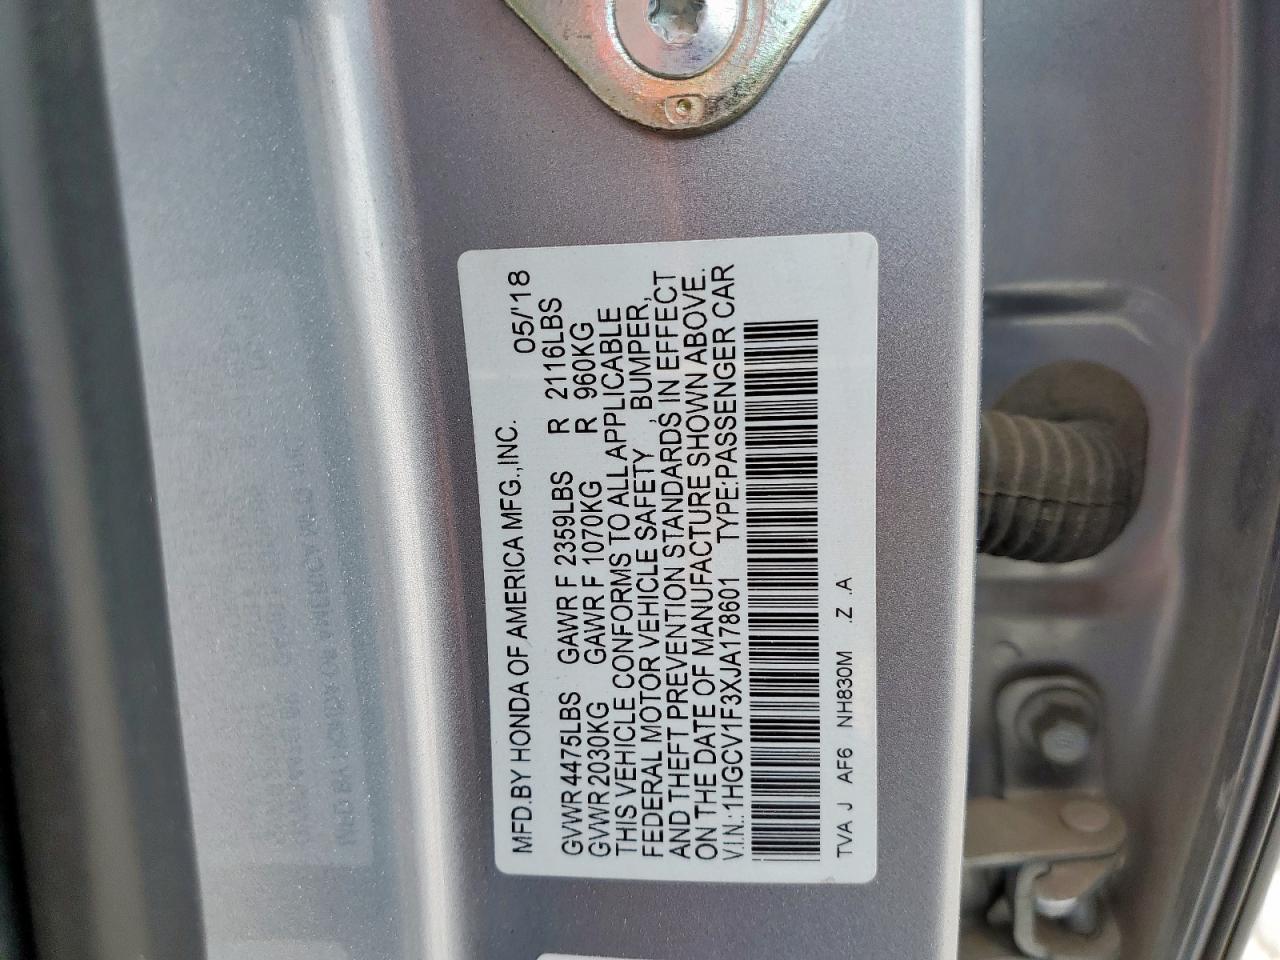 MFD.BY HONDA OF AMERICA MFG.,INC. 05/'18
GVWR 4475LBS GAWR F 2359LBS R 2116LBS
GVWR 2030KG GAWR F 1070KG R 960KG
THIS VEHICLE CONFORMS TO ALL APPLICABLE
FEDERAL MOTOR VEHICLE SAFETY , BUMPER,
AND THEFT PREVENTION STANDARDS IN EFFECT
ON THE DATE OF MANUFACTURE SHOWN ABOVE.
V.I.N.:1HGCV1F3XJA178601 TYPE:PASSENGER CAR
TVA J AF6 NH830M .Z .A